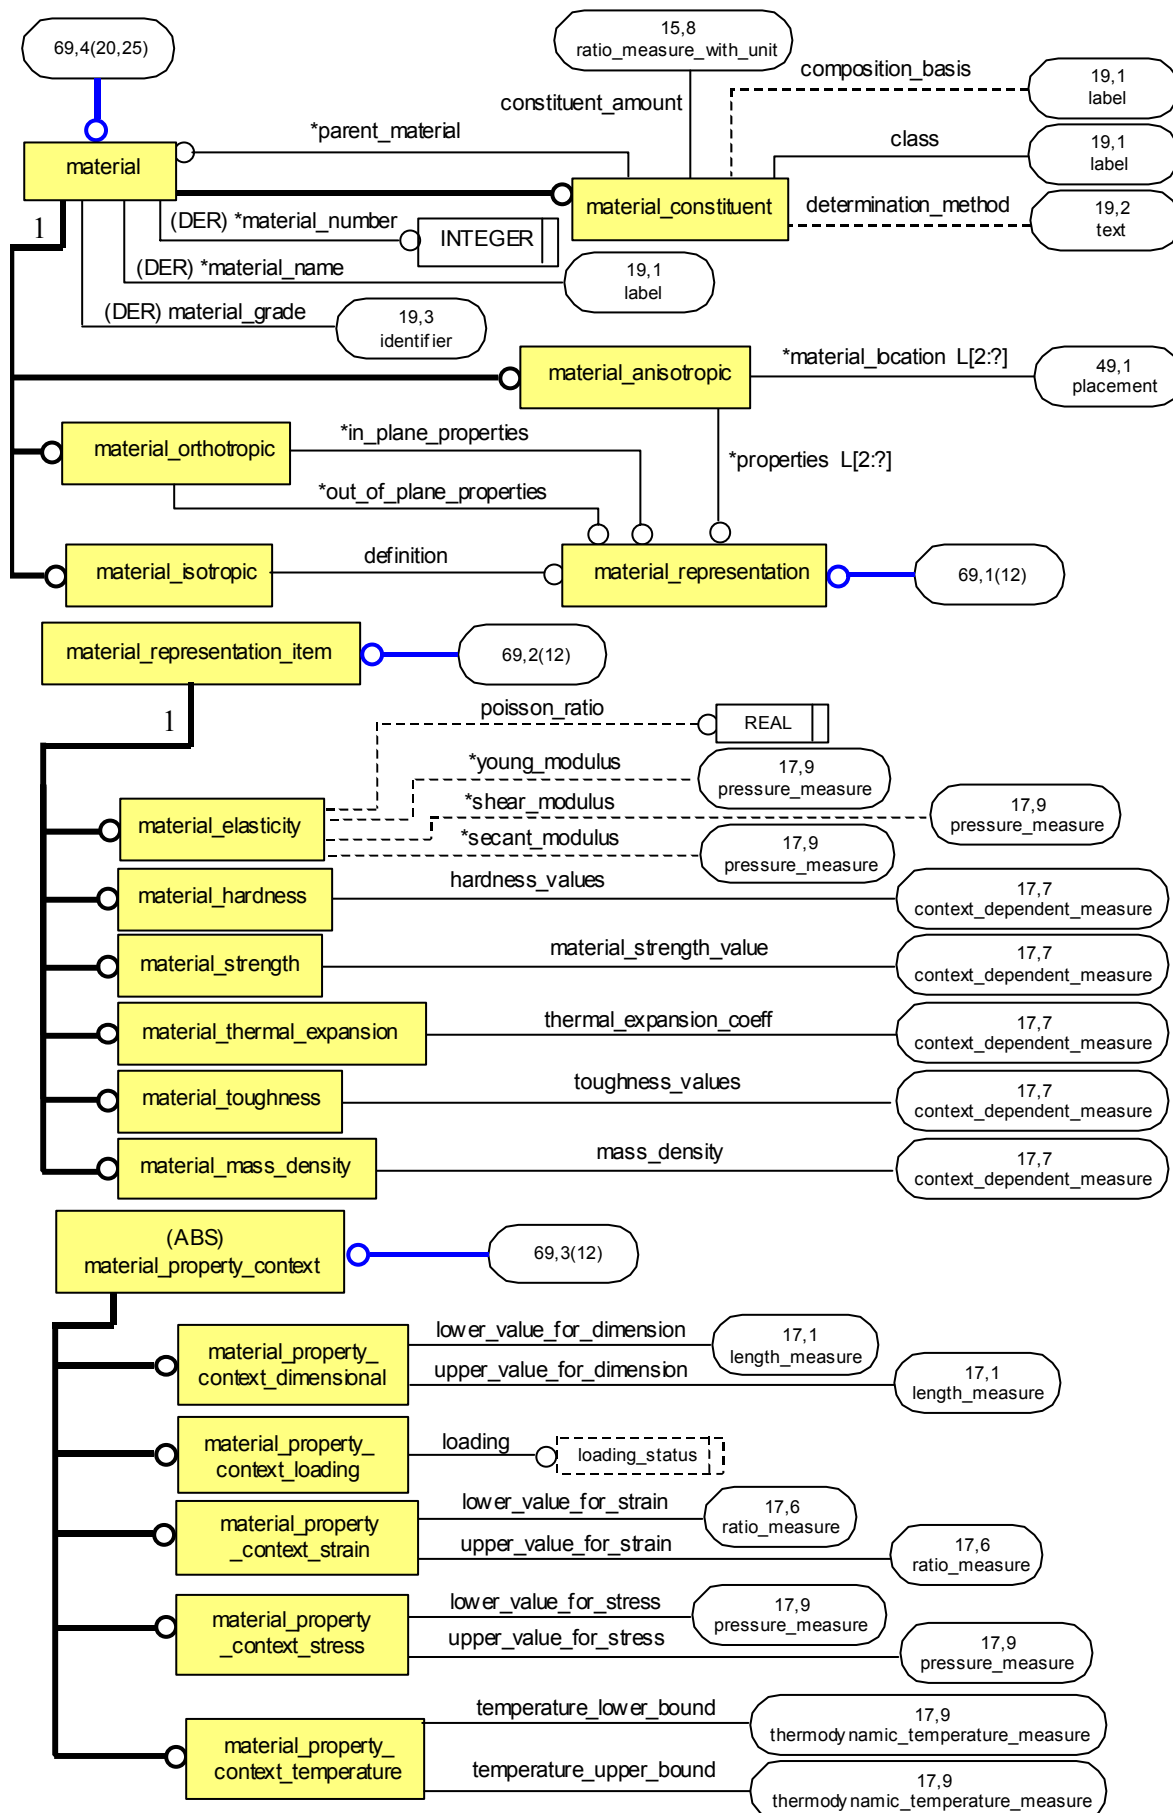 69,4(20,25)
15,8
ratio_measure_with_unit
composition_basis
19,1
label
constituent_amount
*parent_material
class
19,1
label
material
material_constituent
determination_method
19,2
text
1
(DER) *material_number
INTEGER
(DER) *material_name
19,1
label
(DER) material_grade
19,3
identifier
material_anisotropic
*material_location L[2:?]
49,1
placement
material_orthotropic
*in_plane_properties
*properties L[2:?]
*out_of_plane_properties
material_isotropic
definition
material_representation
69,1(12)
material_representation_item
69,2(12)
1
poisson_ratio
REAL
*young_modulus
17,9
pressure_measure
*shear_modulus
17,9
pressure_measure
material_elasticity
*secant_modulus
17,9
pressure_measure
material_hardness
hardness_values
17,7
context_dependent_measure
material_strength
material_strength_value
17,7
context_dependent_measure
material_thermal_expansion
thermal_expansion_coeff
17,7
context_dependent_measure
material_toughness
toughness_values
17,7
context_dependent_measure
material_mass_density
mass_density
17,7
context_dependent_measure
(ABS)
material_property_context
69,3(12)
material_property_
context_dimensional
lower_value_for_dimension
17,1
length_measure
upper_value_for_dimension
17,1
length_measure
material_property_
context_loading
loading
loading_status
material_property
_context_strain
lower_value_for_strain
17,6
ratio_measure
upper_value_for_strain
17,6
ratio_measure
material_property
_context_stress
lower_value_for_stress
17,9
pressure_measure
upper_value_for_stress
17,9
pressure_measure
material_property_
context_temperature
temperature_lower_bound
17,9
thermodynamic_temperature_measure
temperature_upper_bound
17,9
thermodynamic_temperature_measure